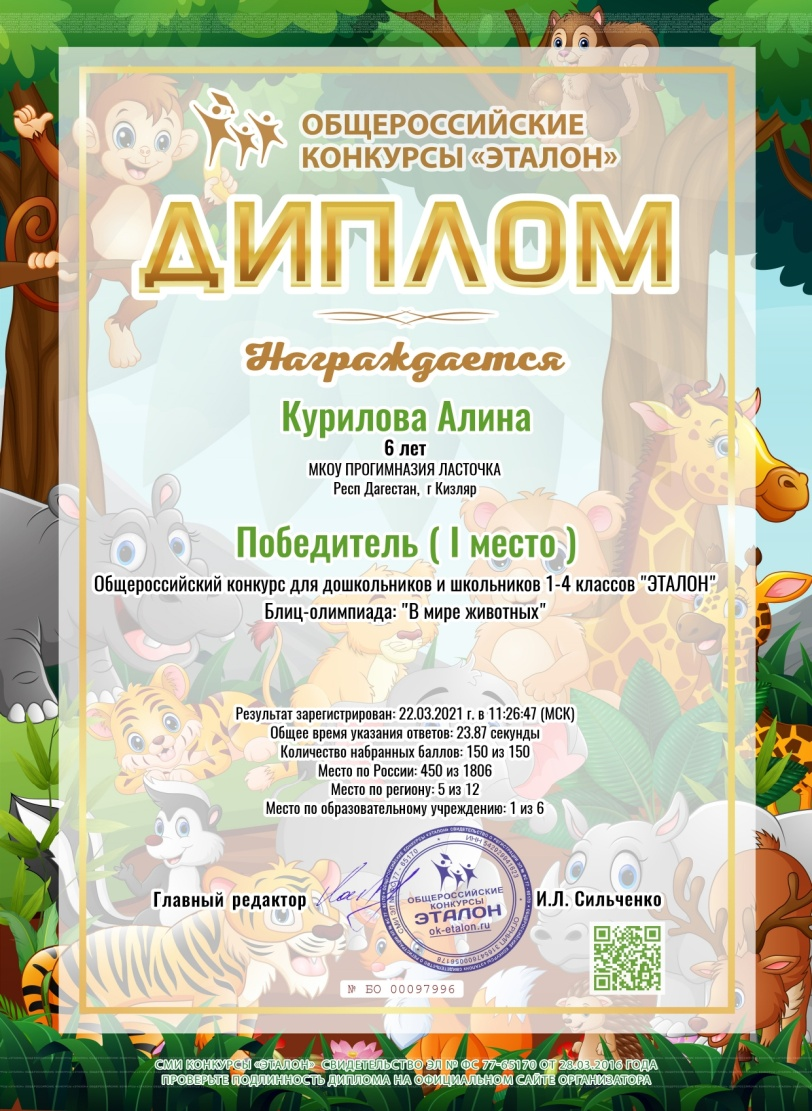 ОБЩЕРОССИЙСКИЕ
КОНКУРСЫ «ЭТАЛОН»
ДИПЛОМ
Награждается
Курилова Алина
6 лет
МКОУ ПРОГИМНАЗИЯ ЛАСТОЧКА
Респ Дагестан, г Кизляр
Победитель ( I место )
Общероссийский конкурс для дошкольников и школьников 1-4 классов "ЭТАЛОН"
Блиц-олимпиада: "В мире животных"
Результат зарегистрирован: 22.03.2021 г. в 11:26:47 (МСК)
Общее время указания ответов: 23.87 секунды
Количество набранных баллов: 150 из 150
Место по России: 450 из 1806
Место по региону: 5 из 12
Место по образовательному учреждению: 1 из 6
Главный редактор
ОБЩЕРОССИЙСКИЕ
КОНКУРСЫ
ЭТАЛОН
ok-etalon.ru
И.Л. Сильченко
№ БО 00097996
СМИ КОНКУРСЫ «ЭТАЛОН» СВИДЕТЕЛЬСТВО ЭЛ № ФС 77-65170 ОТ 28.03.2016 ГОДА
ПРОВЕРЬТЕ ПОДЛИННОСТЬ ДИПЛОМА НА ОФИЦИАЛЬНОМ САЙТЕ ОРГАНИЗАТОРА